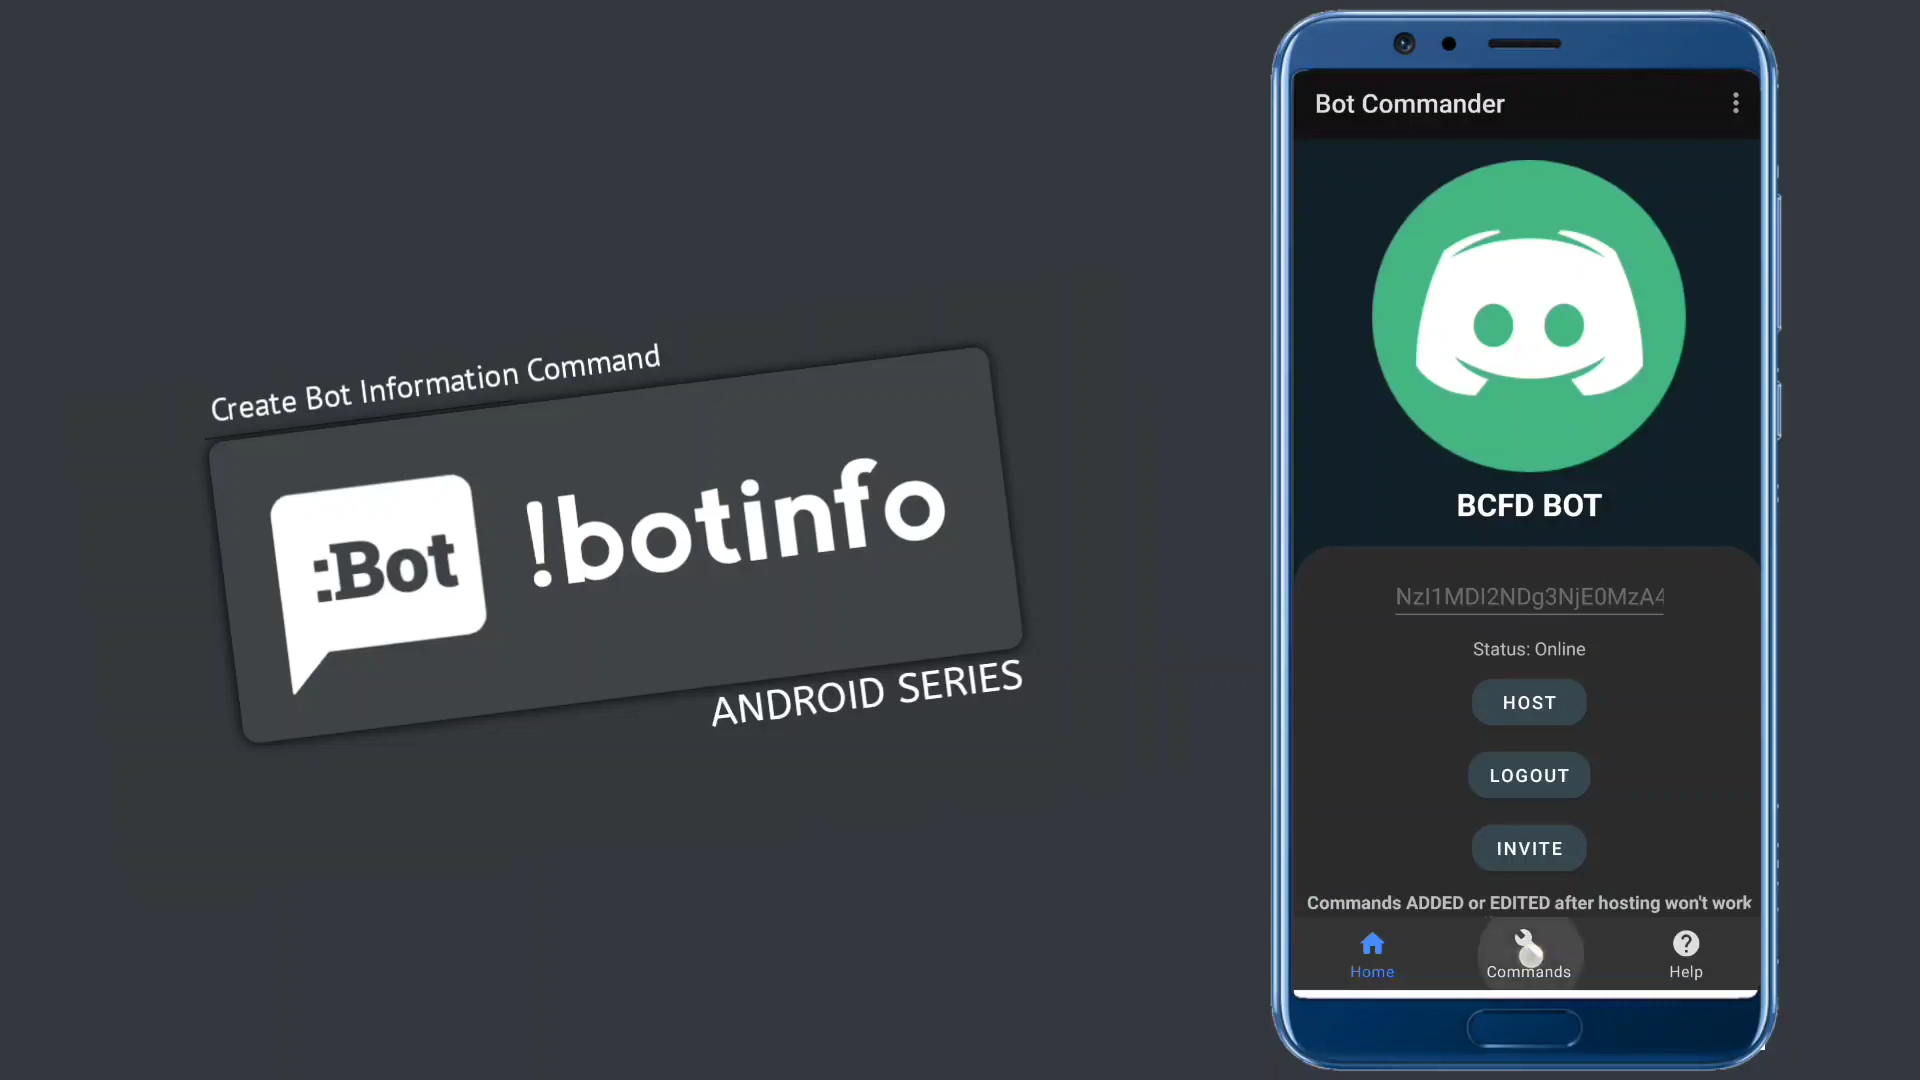 Create Bot Information Command
:Bot
!botinfo
ANDROID SERIES
Bot Commander
BCFD BOT
NzI1MDI2NDg3NjE0MzA4
Status: Online
HOST
LOGOUT
INVITE
Commands ADDED or EDITED after hosting won't work
Home
Commands
Help